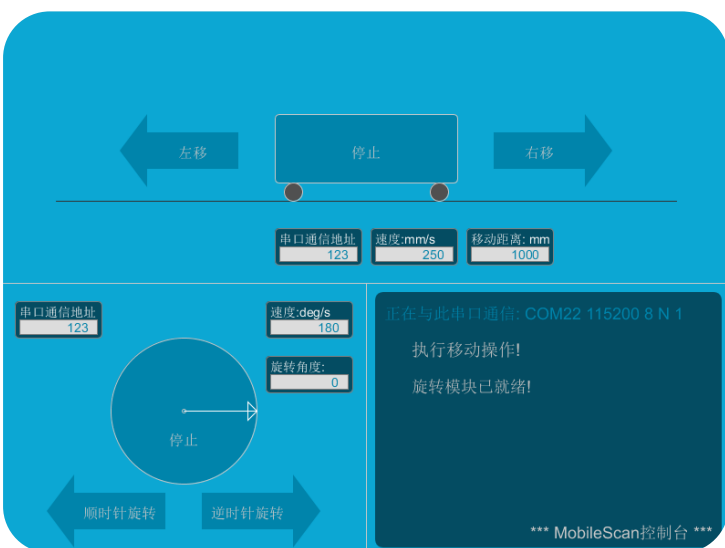 左移
停止
右移
串口通信地址
123
速度:mm/s
250
移动距离: mm
1000
串口通信地址
123
速度:deg/s
180
旋转角度:
0
停止
顺时针旋转
逆时针旋转
正在与此串口通信: COM22 115200 8 N 1
执行移动操作!
旋转模块已就绪!
*** MobileScan控制台 ***